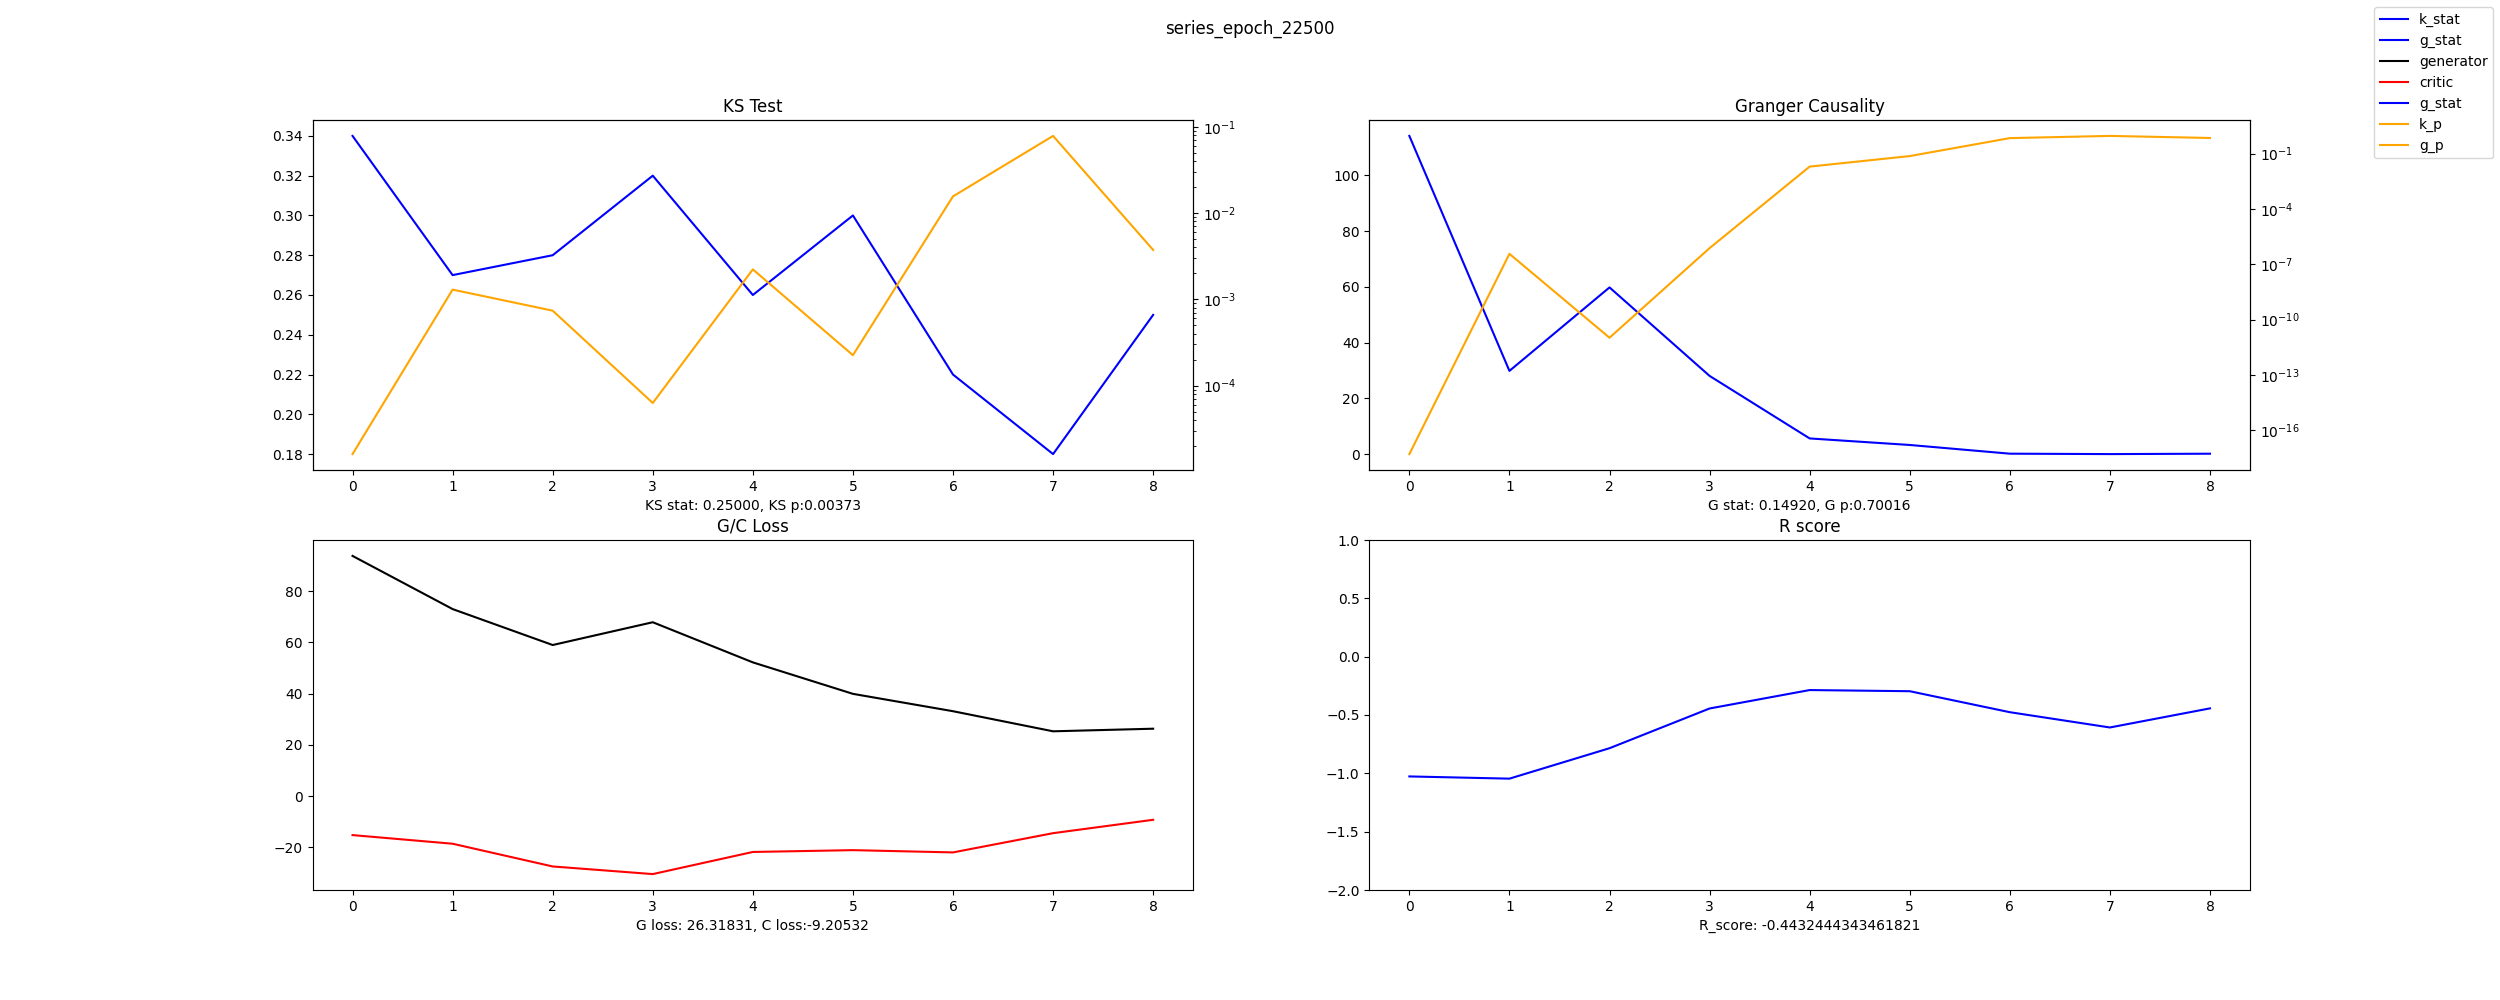 series_epoch_22500
k_stat
g_stat
generator
critic
g_stat
k_p
g_p
KS Test
0.34
0.32
0.30
0.28
0.26
0.24
0.22
0.20
0.18
10⁻¹
10⁻²
10⁻³
10⁻⁴
0 1 2 3 4 5 6 7 8
KS stat: 0.25000, KS p:0.00373
Granger Causality
100
80
60
40
20
0
10⁻¹
10⁻⁴
10⁻⁷
10⁻¹⁰
10⁻¹³
10⁻¹⁶
0 1 2 3 4 5 6 7 8
G stat: 0.14920, G p:0.70016
G/C Loss
80
60
40
20
0
−20
0 1 2 3 4 5 6 7 8
G loss: 26.31831, C loss:-9.20532
R score
1.0
0.5
0.0
−0.5
−1.0
−1.5
−2.0
0 1 2 3 4 5 6 7 8
R_score: -0.4432444343461821